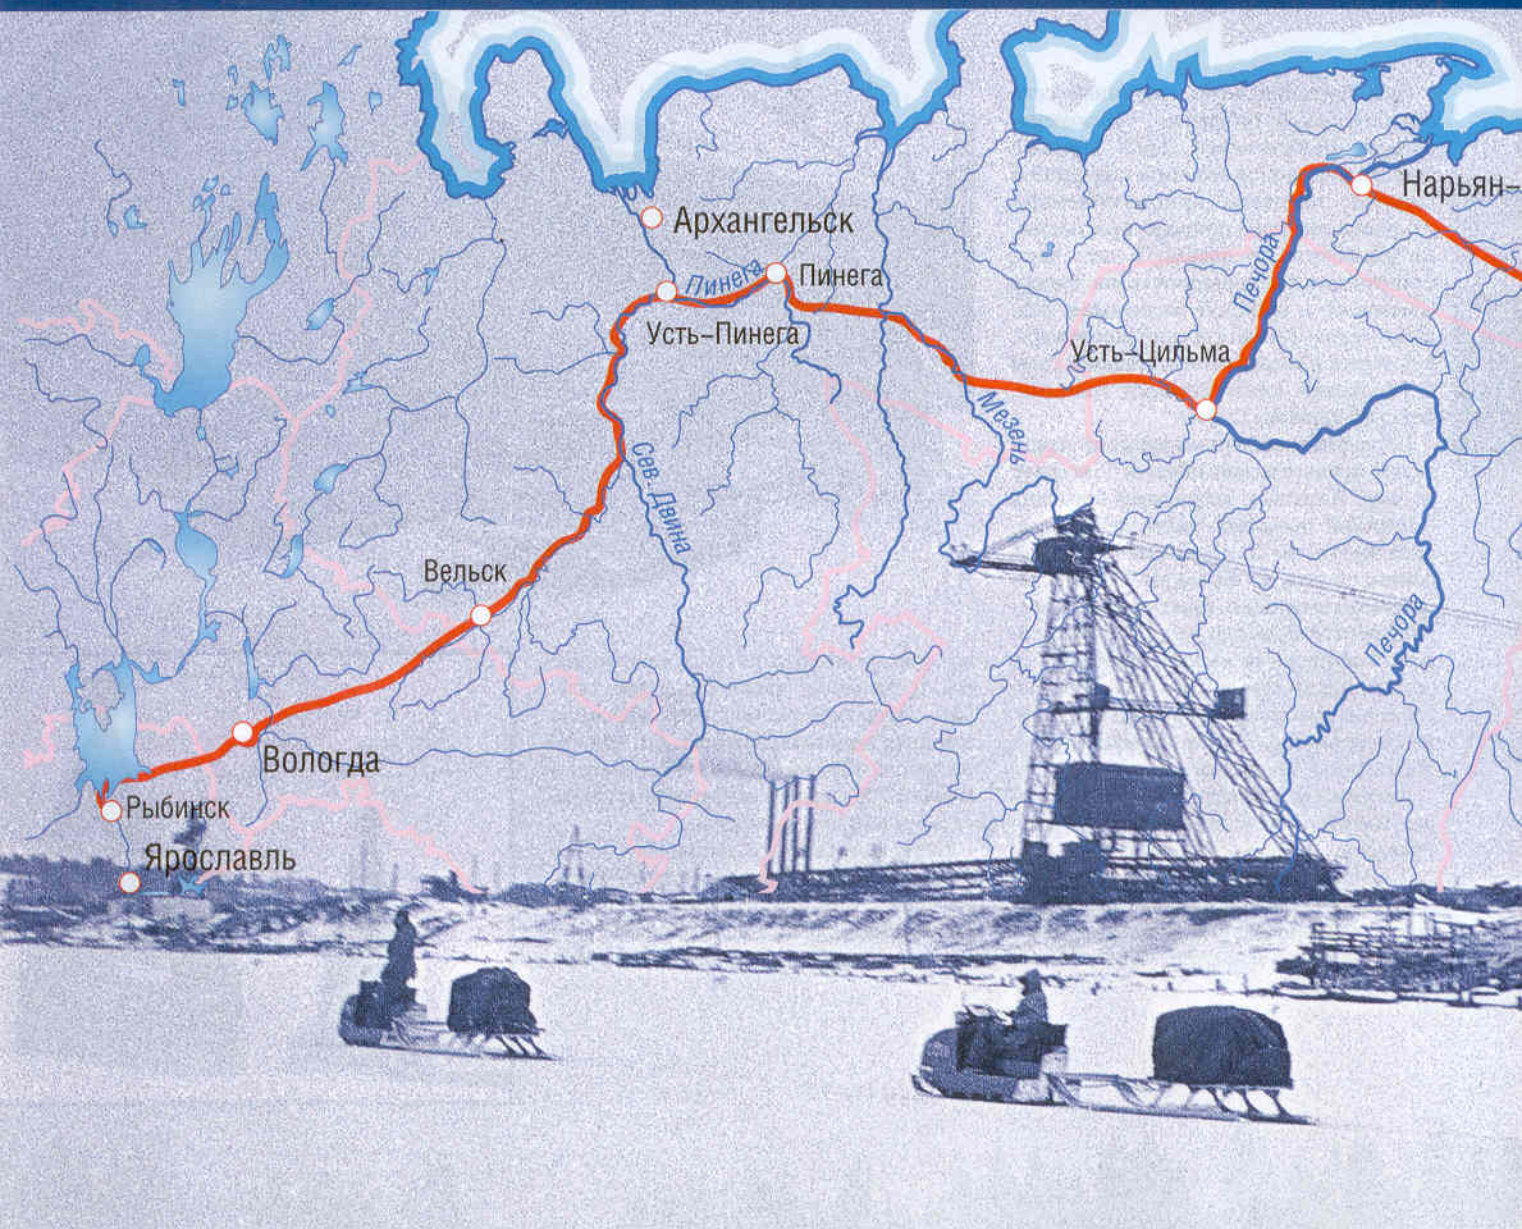 Нарьян-
Архангельск
Печора
Пинега
Пинега
Усть-Пинега
Усть-Цильма
Мезень
Сев. Двина
Вельск
Печора
Вологда
Рыбинск
Ярославль